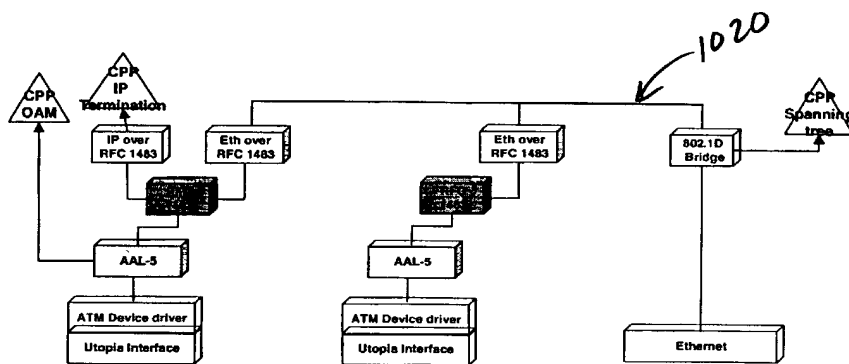 1020
CPP
OAM
CPP
IP
Termination
CPP
Spanning
tree
IP over
RFC 1483
Eth over
RFC 1483
Eth over
RFC 1483
802.1D
Bridge
AAL-5
AAL-5
ATM Device driver
Utopia Interface
ATM Device driver
Utopia Interface
Ethernet